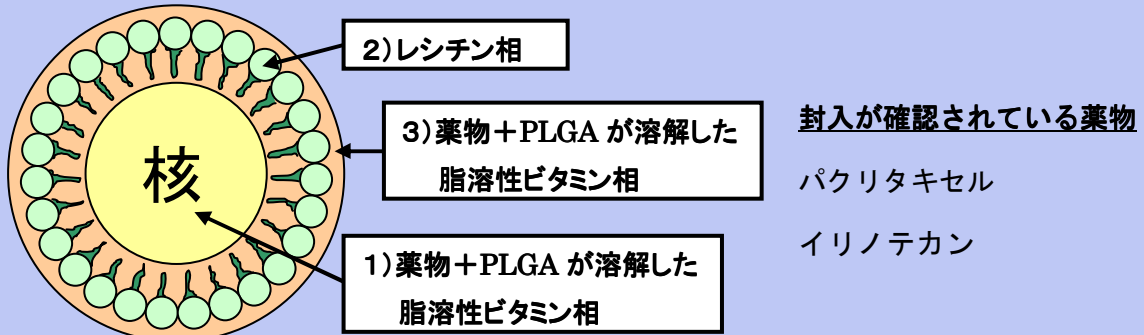 2)レシチン相
3)薬物+PLGA が溶解した
脂溶性ビタミン相
核
1)薬物+PLGA が溶解した
脂溶性ビタミン相
封入が確認されている薬物
パクリタキセル
イリノテカン